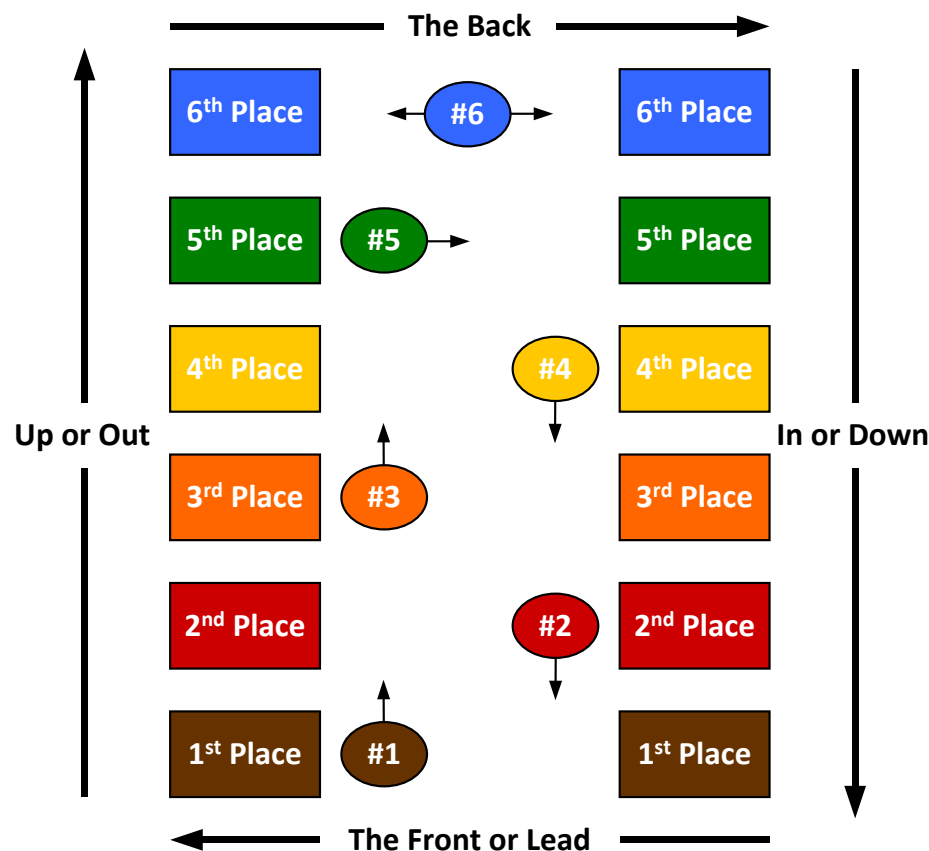 The Back
6th Place #6 6th Place
5th Place #5 5th Place
4th Place #4 4th Place
Up or Out In or Down
3rd Place #3 3rd Place
2nd Place #2 2nd Place
1st Place #1 1st Place
The Front or Lead